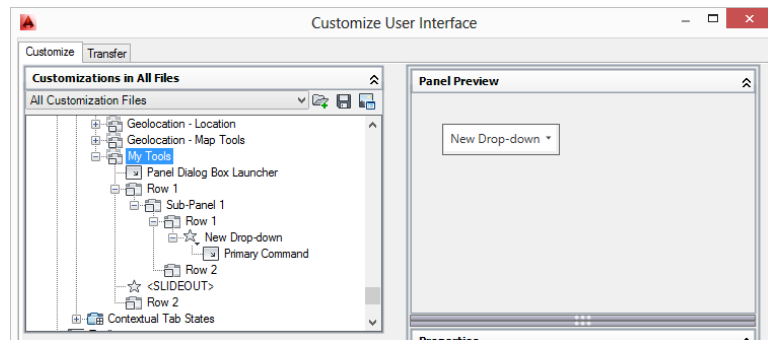 Customize User Interface
Customize Transfer
Customizations in All Files
All Customization Files
Geolocation - Location
Geolocation - Map Tools
My Tools
Panel Dialog Box Launcher
Row 1
Sub-Panel 1
Row 1
New Drop-down
Primary Command
Row 2
<SLIDEOUT>
Row 2
Contextual Tab States
Panel Preview
New Drop-down